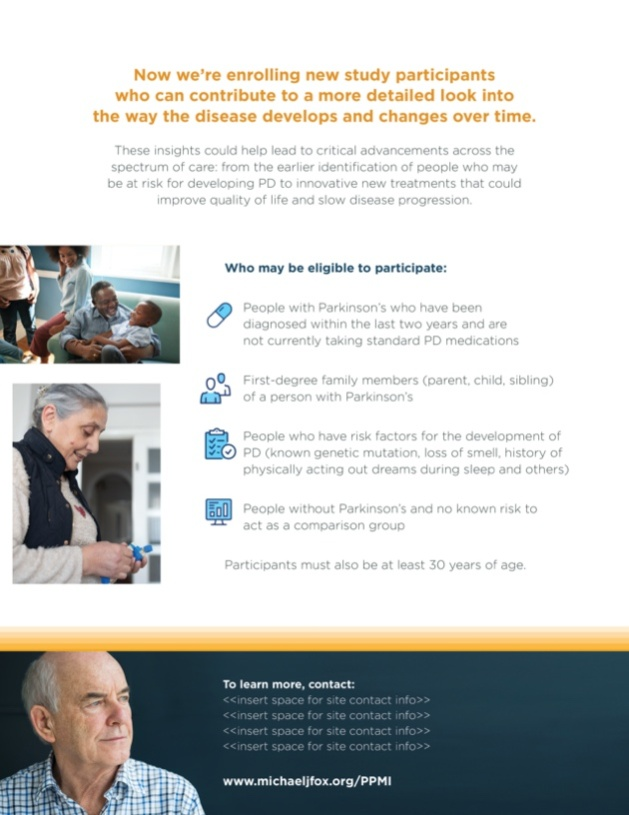 Now we're enrolling new study participants
who can contribute to a more detailed look into
the way the disease develops and changes over time.
These insights could help lead to critical advancements across the
spectrum of care: from the earlier identification of people who may
be at risk for developing PD to innovative new treatments that could
improve quality of life and slow disease progression.
Who may be eligible to participate:
People with Parkinson's who have been
diagnosed within the last two years and are
not currently taking standard PD medications
First-degree family members (parent, child, sibling)
of a person with Parkinson's
People who have risk factors for the development of
PD (known genetic mutation, loss of smell, history of
physically acting out dreams during sleep and others)
People without Parkinson's and no known risk to
act as a comparison group
Participants must also be at least 30 years of age.
To learn more, contact:
<<insert space for site contact info>>
<<insert space for site contact info>>
<<insert space for site contact info>>
<<insert space for site contact info>>
www.michaeljfox.org/PPMI